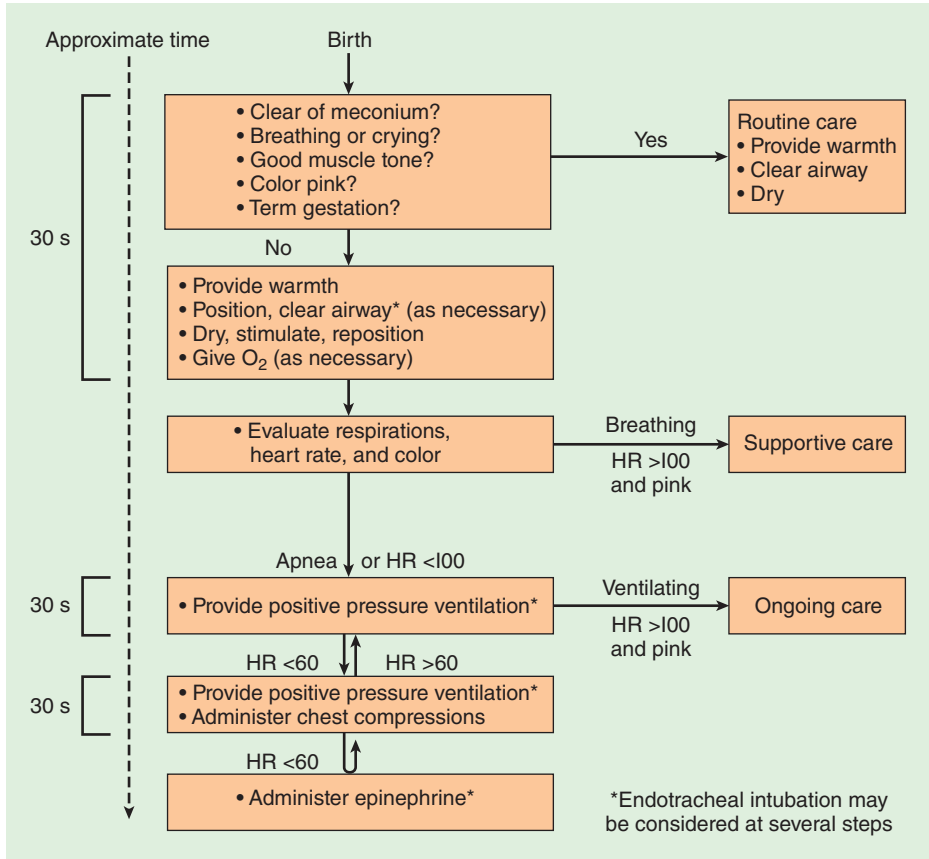 Approximate time
Birth
• Clear of meconium?
• Breathing or crying?
• Good muscle tone?
• Color pink?
• Term gestation?
Yes
Routine care
• Provide warmth
• Clear airway
• Dry
30 s
No
• Provide warmth
• Position, clear airway* (as necessary)
• Dry, stimulate, reposition
• Give O₂ (as necessary)
• Evaluate respirations,
heart rate, and color
Breathing
HR >I00
and pink
Supportive care
Apnea or HR <I00
30 s
• Provide positive pressure ventilation*
Ventilating
HR >I00
and pink
Ongoing care
HR <60
HR >60
30 s
• Provide positive pressure ventilation*
• Administer chest compressions
HR <60
• Administer epinephrine*
*Endotracheal intubation may
be considered at several steps